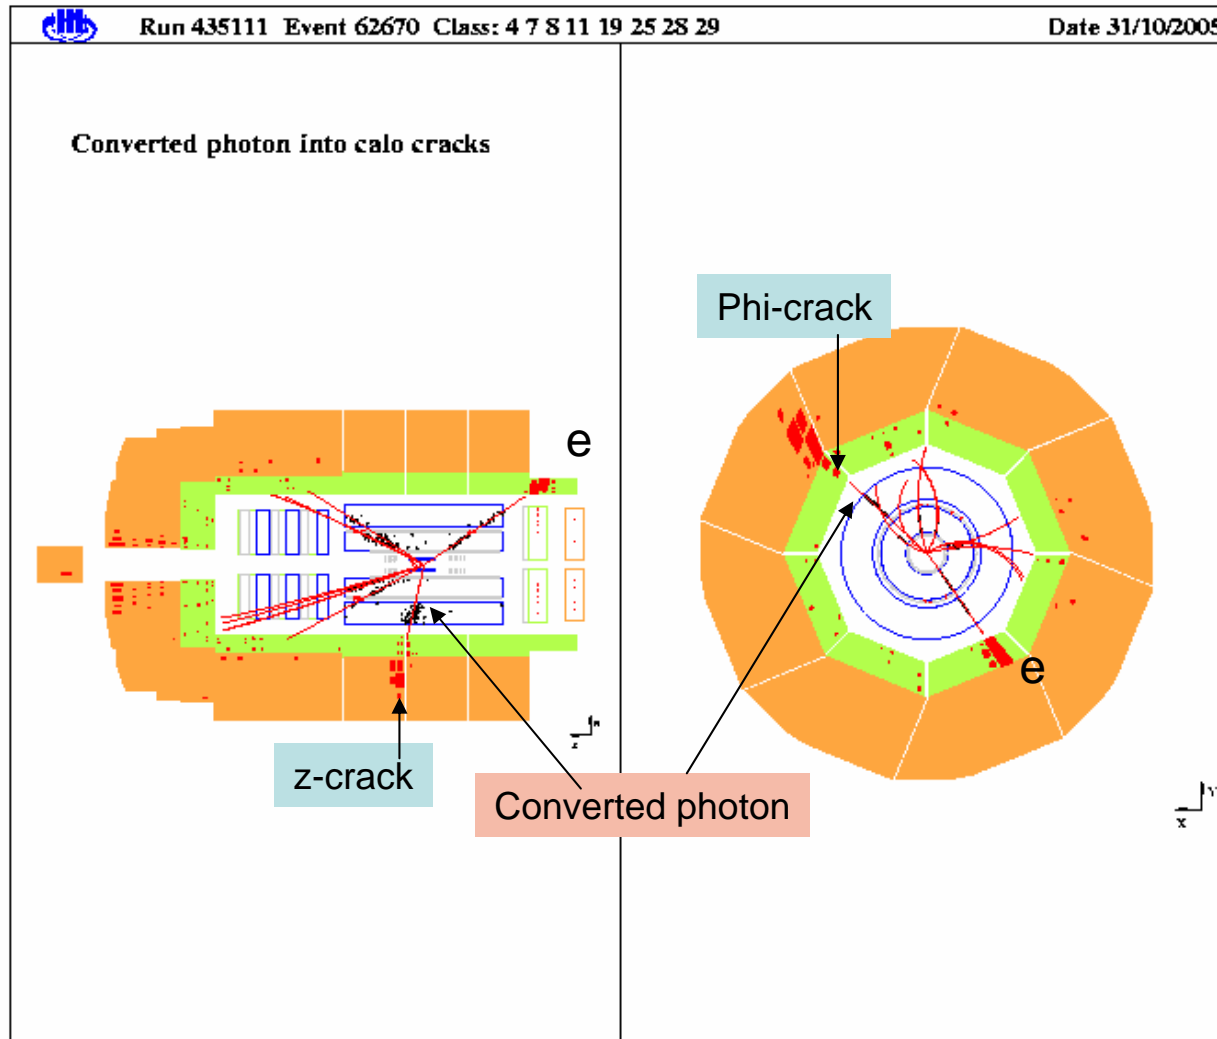 Run 435111 Event 62670 Class: 4 7 8 11 19 25 28 29 Date 31/10/2005
Converted photon into calo cracks
Phi-crack
e
e
z-crack
Converted photon